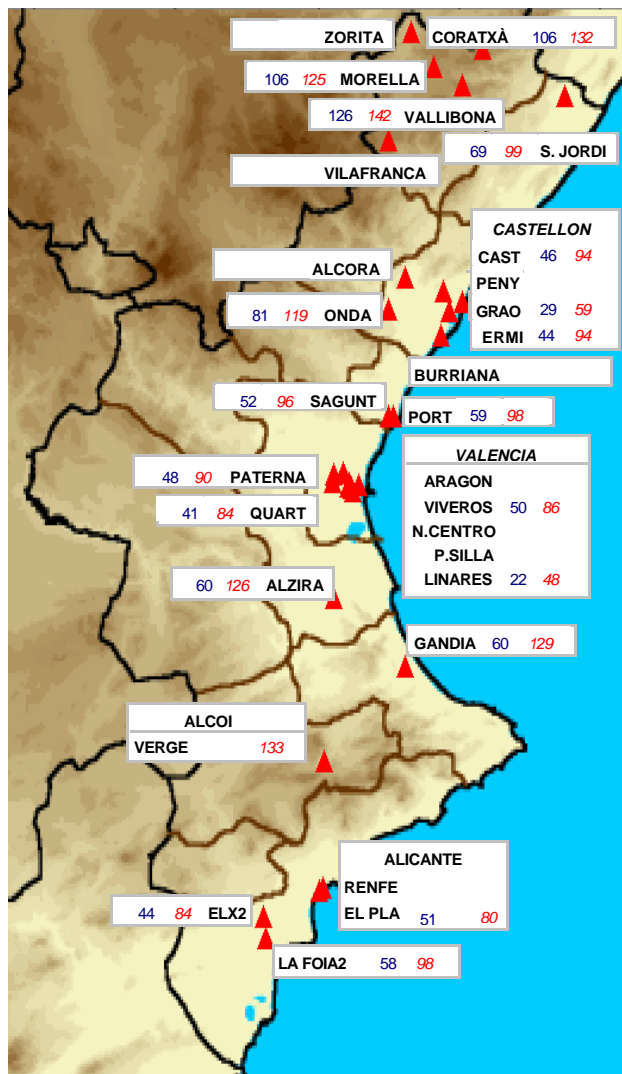 ZORITA
CORATXÀ 106 132
106 125 MORELLA
126 142 VALLIBONA
69 99 S. JORDI
VILAFRANCA
CASTELLON
CAST 46 94
PENY
GRAO 29 59
ERMI 44 94
ALCORA
81 119 ONDA
BURRIANA
52 96 SAGUNT
PORT 59 98
VALENCIA
ARAGON
VIVEROS 50 86
N.CENTRO
P.SILLA
LINARES 22 48
48 90 PATERNA
41 84 QUART
60 126 ALZIRA
GANDIA 60 129
ALCOI
VERGE 133
ALICANTE
RENFE
EL PLA 51 80
44 84 ELX2
LA FOIA2 58 98